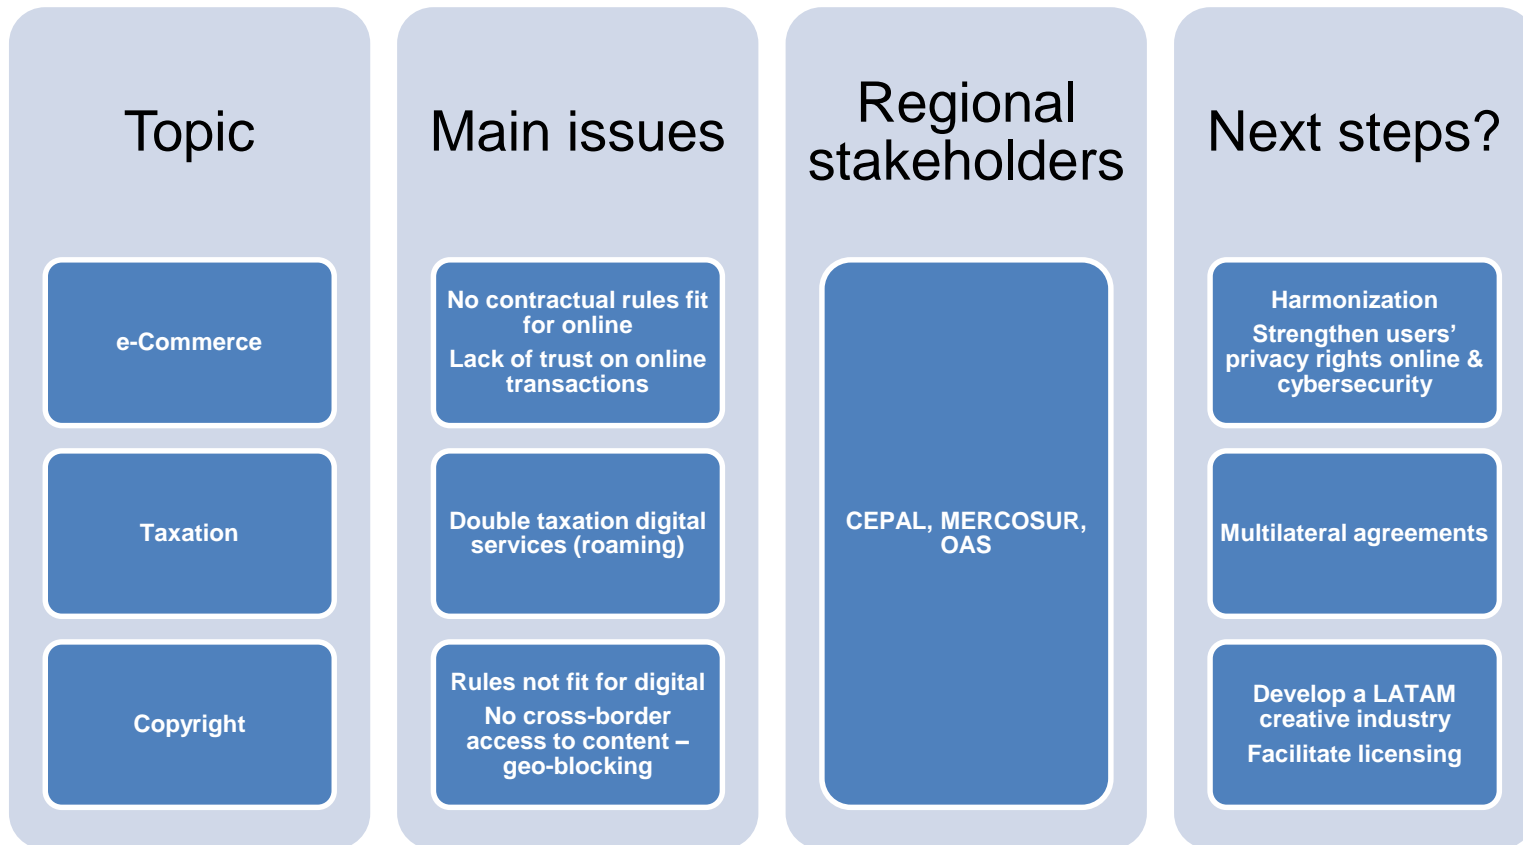 Topic
e-Commerce
Taxation
Copyright
Main issues
No contractual rules fit
for online
Lack of trust on online
transactions
Double taxation digital
services (roaming)
Rules not fit for digital
No cross-border
access to content –
geo-blocking
Regional
stakeholders
CEPAL, MERCOSUR,
OAS
Next steps?
Harmonization
Strengthen users’
privacy rights online &
cybersecurity
Multilateral agreements
Develop a LATAM
creative industry
Facilitate licensing